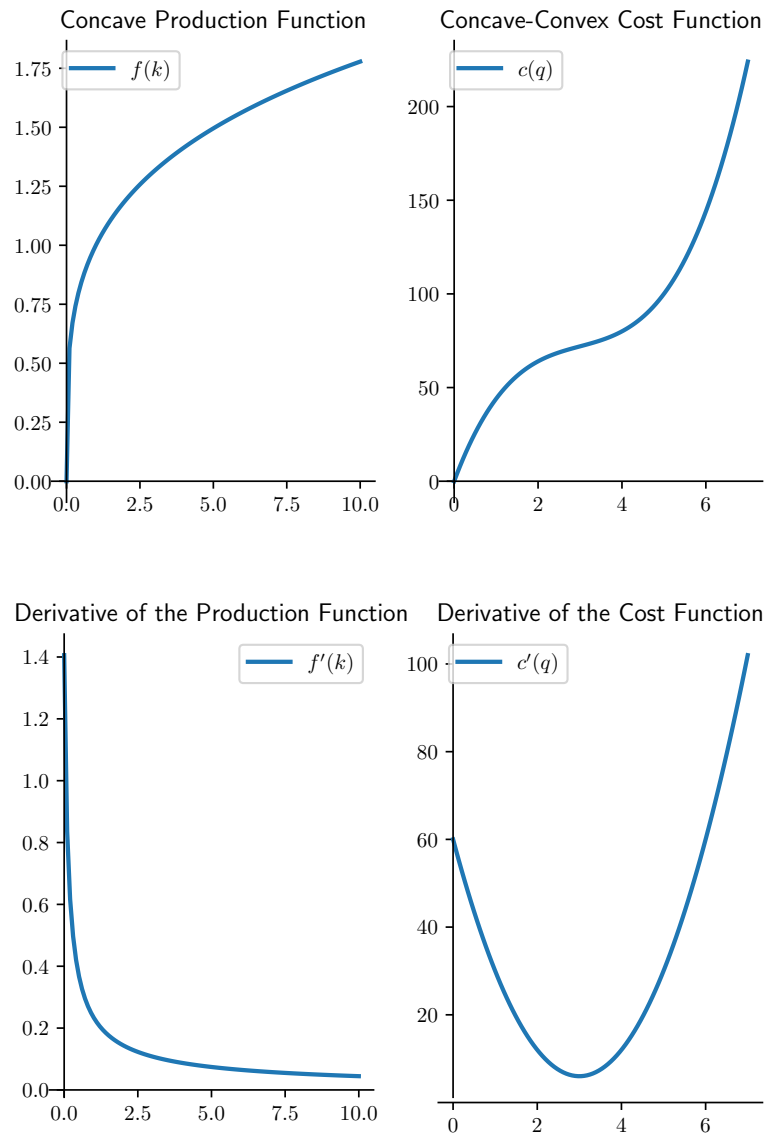 Concave Production Function
f(k)
1.75
1.50
1.25
1.00
0.75
0.50
0.25
0.00
0.0 2.5 5.0 7.5 10.0
Concave-Convex Cost Function
c(q)
200
150
100
50
0
0 2 4 6
Derivative of the Production Function
f′(k)
1.4
1.2
1.0
0.8
0.6
0.4
0.2
0.0
0.0 2.5 5.0 7.5 10.0
Derivative of the Cost Function
c′(q)
100
80
60
40
20
0 2 4 6